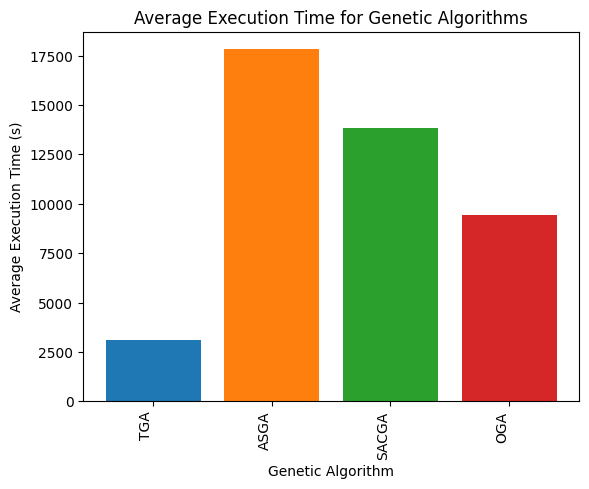 Average Execution Time for Genetic Algorithms
Average Execution Time (s)
17500
15000
12500
10000
7500
5000
2500
0
TGA
ASGA
SACGA
OGA
Genetic Algorithm